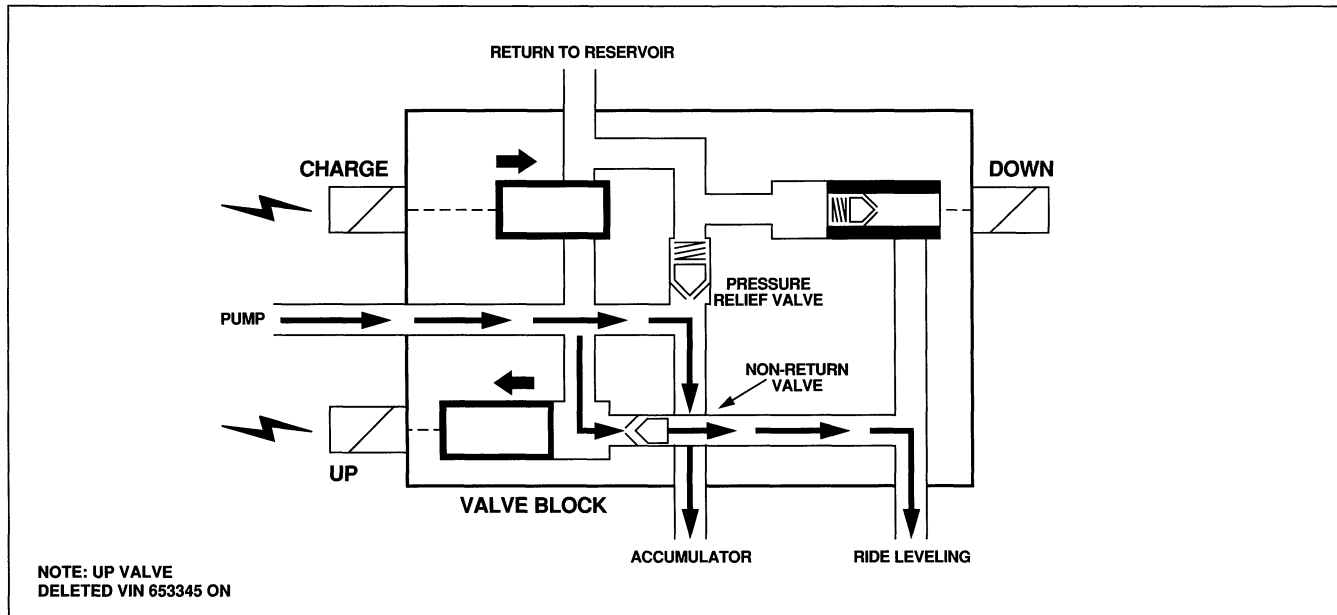 RETURN TO RESERVOIR
CHARGE
DOWN
PRESSURE
RELIEF VALVE
PUMP
NON-RETURN
VALVE
UP
VALVE BLOCK
ACCUMULATOR
RIDE LEVELING
NOTE: UP VALVE
DELETED VIN 653345 ON